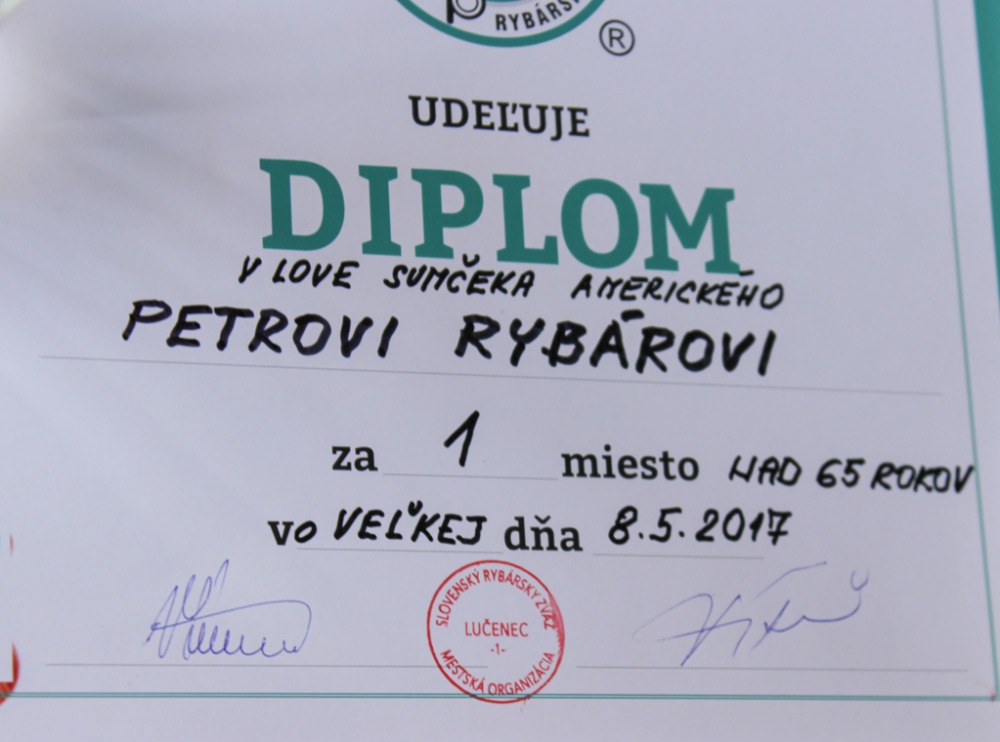 RYBÁRS
®
UDEĽUJE
DIPLOM
V LOVE SUMČEKA AMERICKÉHO
PETROVI RYBÁROVI
za 1 miesto NAD 65 ROKOV
vo VEĽKEJ dňa 8.5.2017
SLOVENSKÝ RYBÁRSKY ZVÄZ
LUČENEC
-1-
MESTSKÁ ORGANIZÁCIA